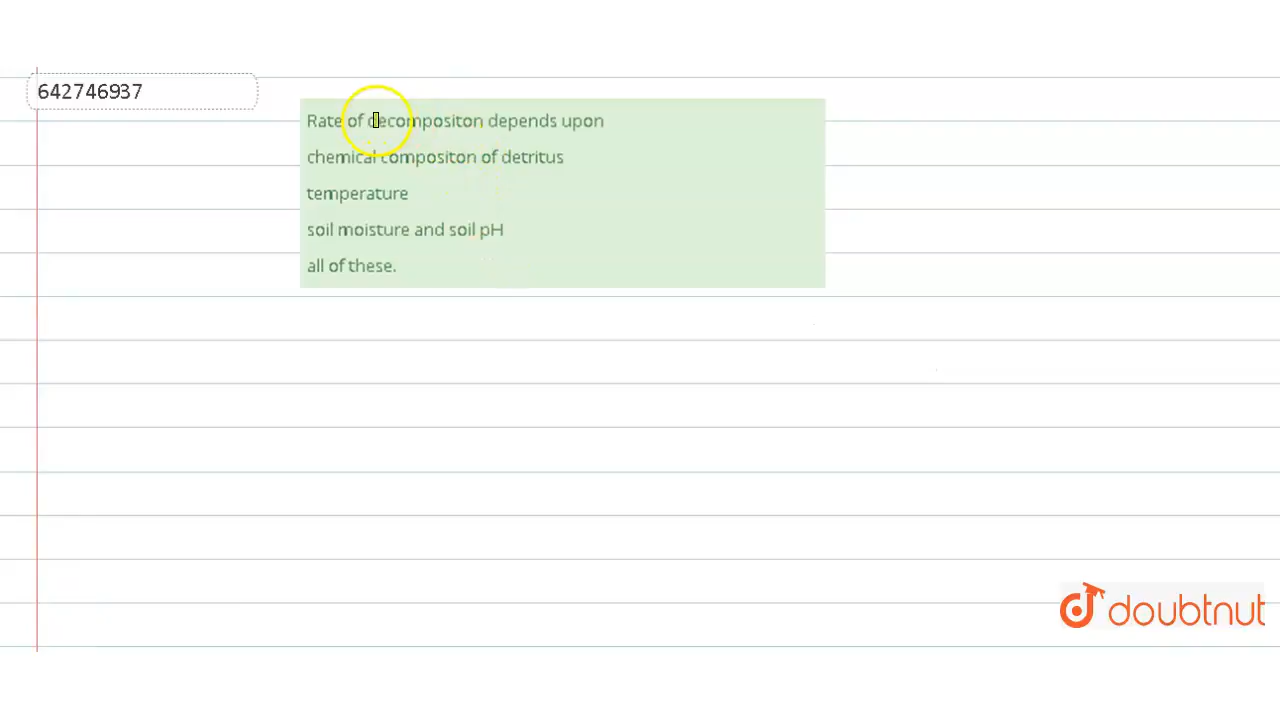 642746937
Rate of decompositon depends upon
chemical compositon of detritus
temperature
soil moisture and soil pH
all of these.
doubtnut